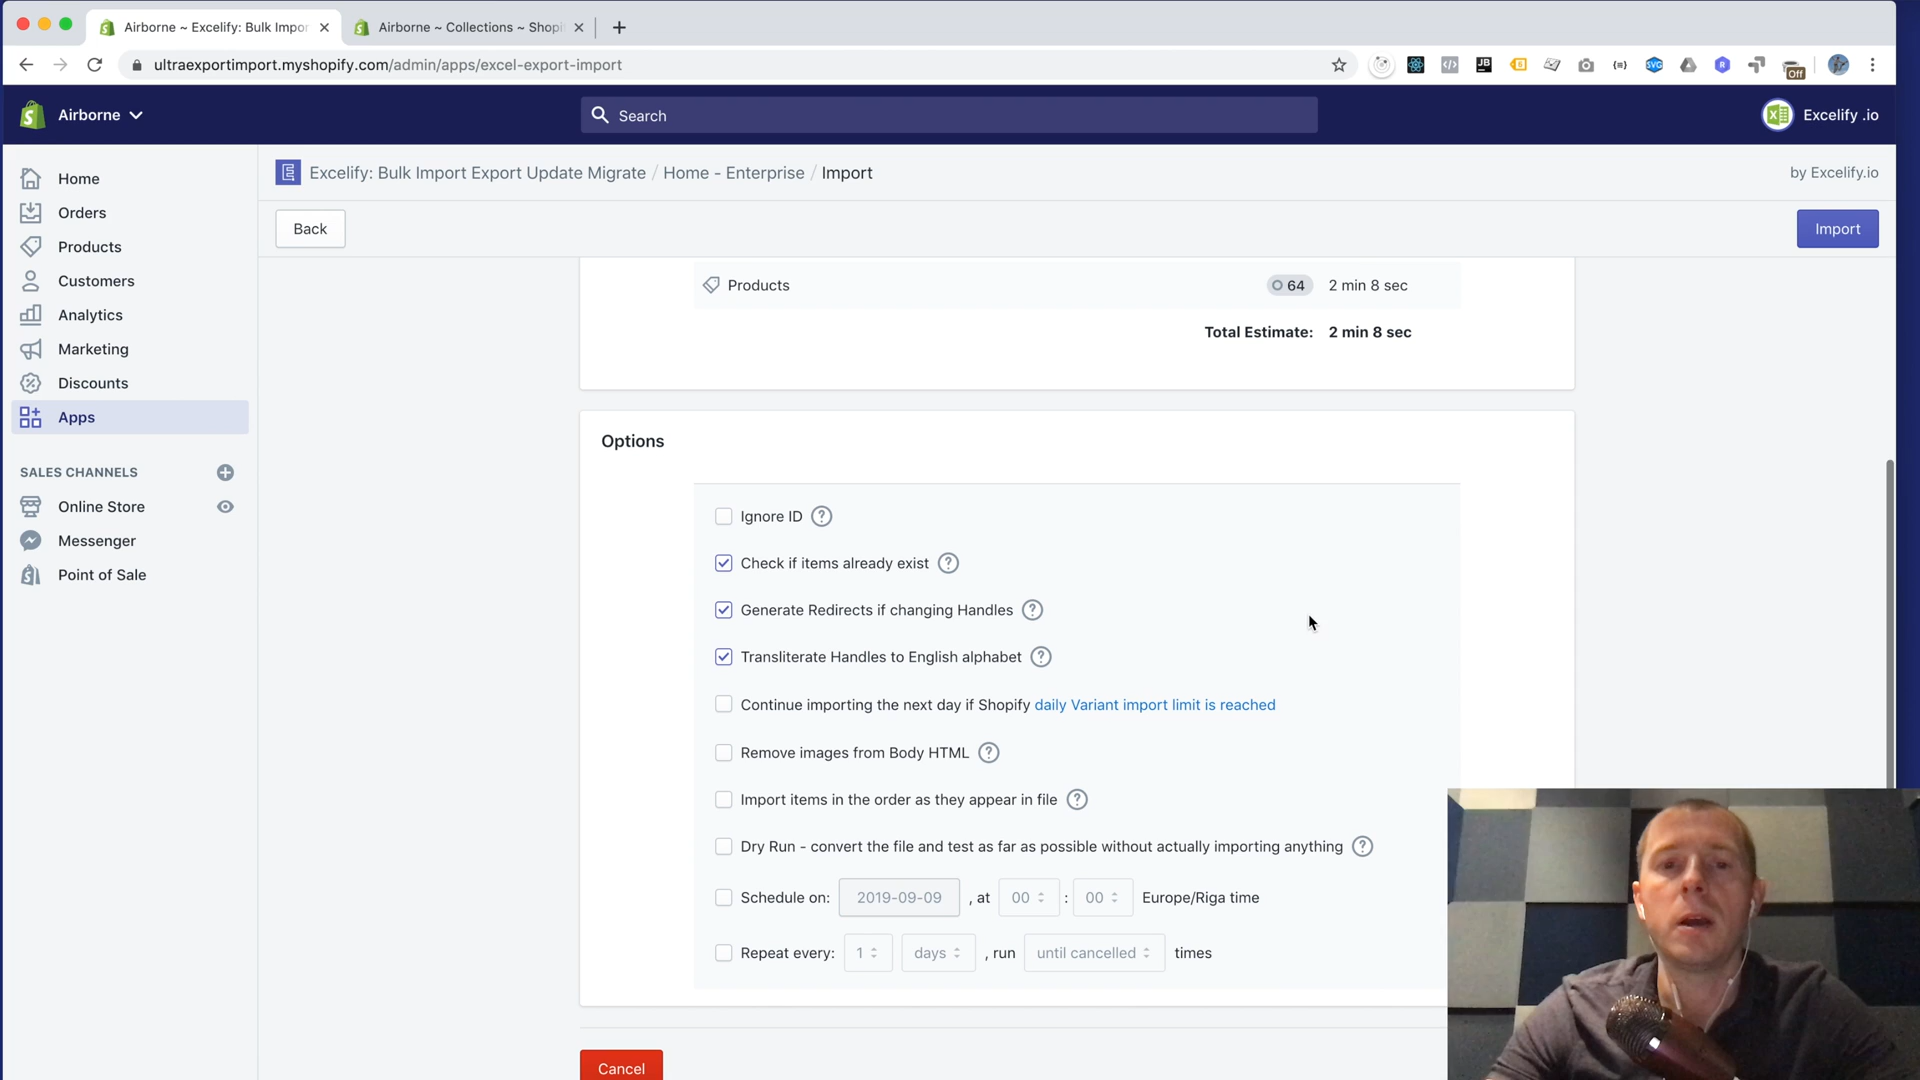 Airborne ~ Excelify: Bulk Impor
Airborne ~ Collections ~ Shopi
ultraexportimport.myshopify.com/admin/apps/excel-export-import
JB
SVG
R
Off
Airborne
Search
Excelify .io
Home
Orders
Products
Customers
Analytics
Marketing
Discounts
Apps
SALES CHANNELS
Online Store
Messenger
Point of Sale
Excelify: Bulk Import Export Update Migrate / Home - Enterprise / Import
by Excelify.io
Back
Import
Products 64 2 min 8 sec
Total Estimate: 2 min 8 sec
Options
Ignore ID ?
Check if items already exist ?
Generate Redirects if changing Handles ?
Transliterate Handles to English alphabet ?
Continue importing the next day if Shopify daily Variant import limit is reached
Remove images from Body HTML ?
Import items in the order as they appear in file ?
Dry Run - convert the file and test as far as possible without actually importing anything ?
Schedule on: 2019-09-09 , at 00 : 00 Europe/Riga time
Repeat every: 1 days , run until cancelled times
Cancel